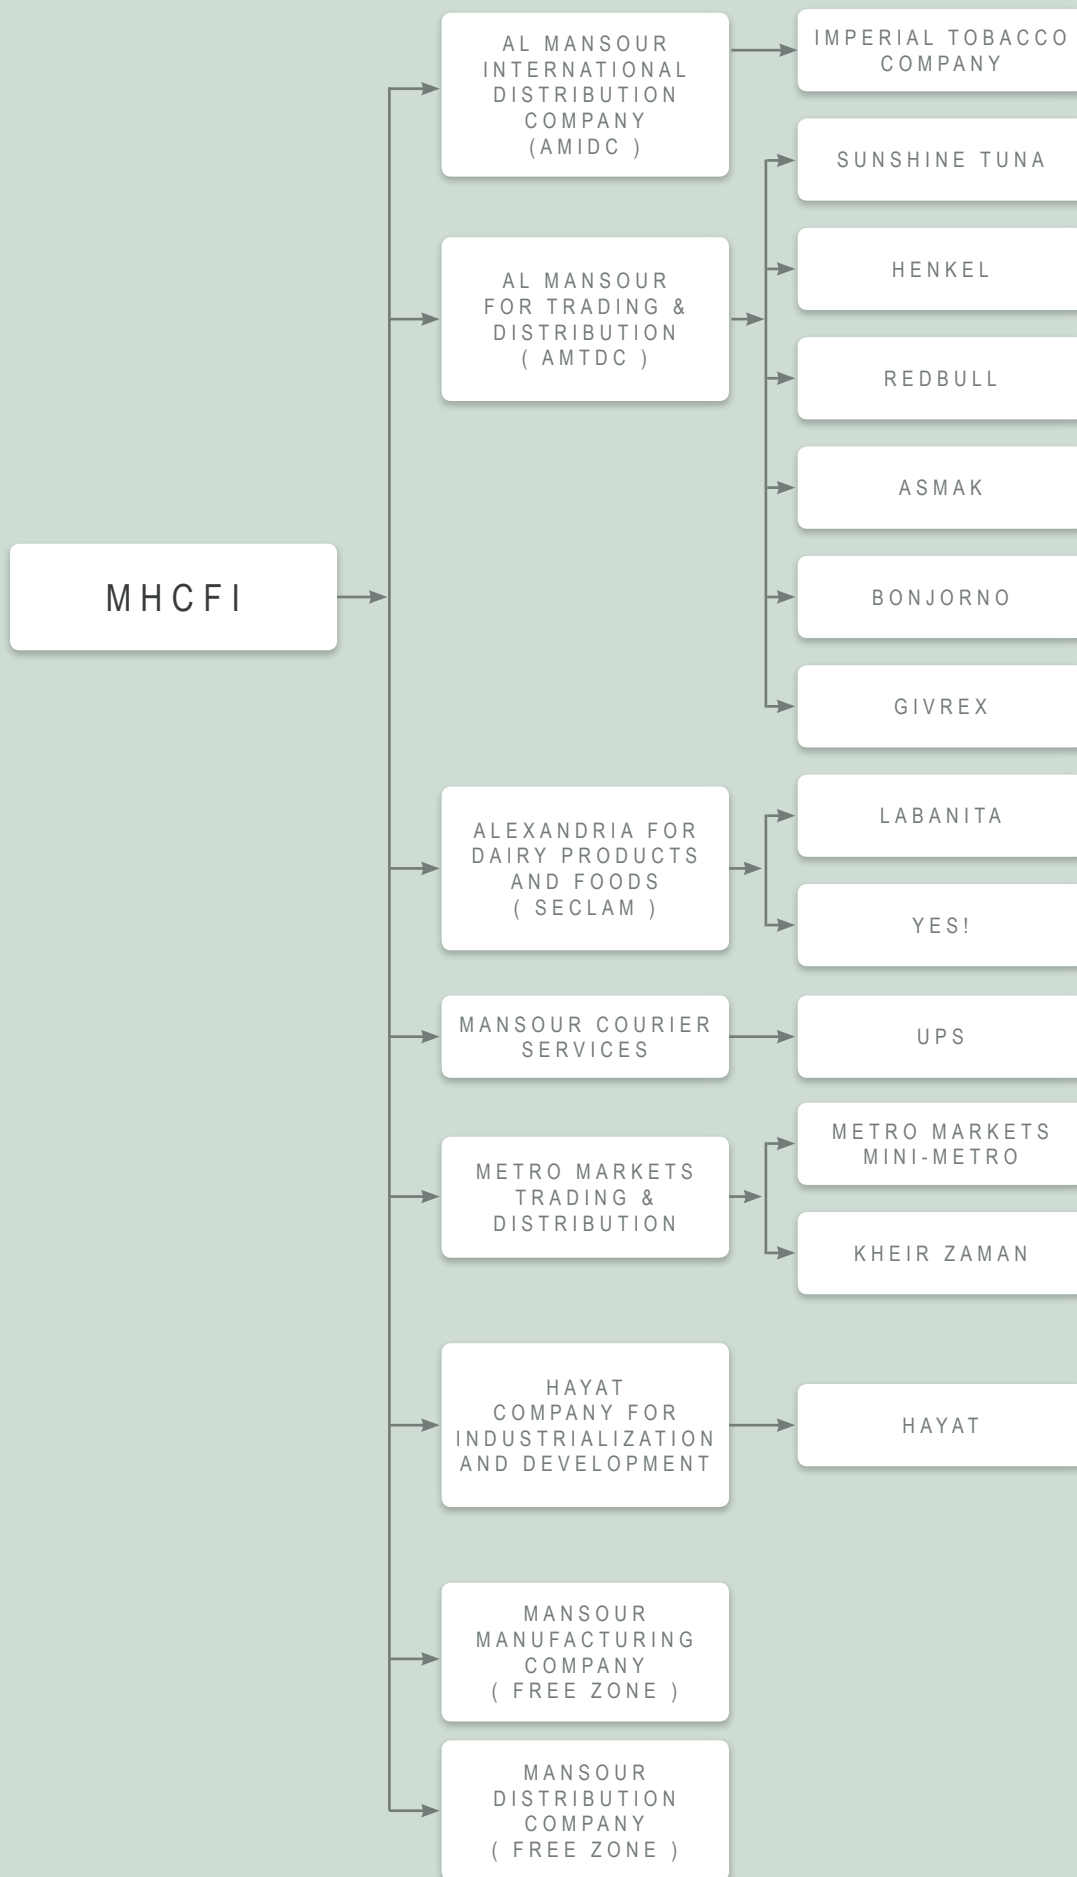 MHCFI
AL MANSOUR
INTERNATIONAL
DISTRIBUTION
COMPANY
(AMIDC )
IMPERIAL TOBACCO
COMPANY
AL MANSOUR
FOR TRADING &
DISTRIBUTION
( AMTDC )
SUNSHINE TUNA
HENKEL
REDBULL
ASMAK
BONJORNO
GIVREX
ALEXANDRIA FOR
DAIRY PRODUCTS
AND FOODS
( SECLAM )
LABANITA
YES!
MANSOUR COURIER
SERVICES
UPS
METRO MARKETS
TRADING &
DISTRIBUTION
METRO MARKETS
MINI-METRO
KHEIR ZAMAN
HAYAT
COMPANY FOR
INDUSTRIALIZATION
AND DEVELOPMENT
HAYAT
MANSOUR
MANUFACTURING
COMPANY
( FREE ZONE )
MANSOUR
DISTRIBUTION
COMPANY
( FREE ZONE )